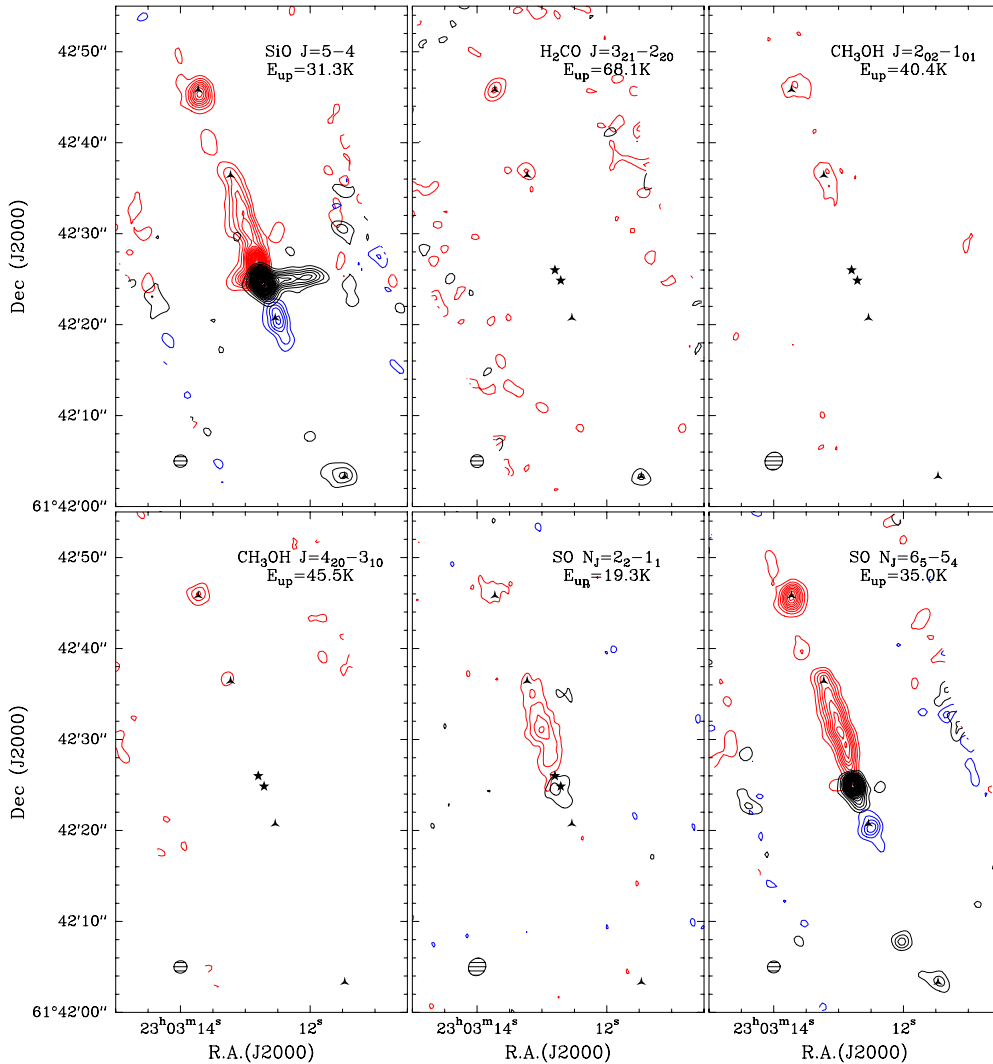 SiO J=5−4
E_up=31.3K
H₂CO J=3₂₁−2₂₀
E_up=68.1K
CH₃OH J=2₀₂−1₀₁
E_up=40.4K
42'50''
42'40''
42'30''
42'20''
42'10''
61°42'00''
Dec (J2000)
CH₃OH J=4₂₀−3₁₀
E_up=45.5K
SO N_J=2₂−1₁
E_up=19.3K
SO N_J=6₅−5₄
E_up=35.0K
42'50''
42'40''
42'30''
42'20''
42'10''
61°42'00''
Dec (J2000)
23ʰ03ᵐ14ˢ 12ˢ
23ʰ03ᵐ14ˢ 12ˢ
23ʰ03ᵐ14ˢ 12ˢ
R.A.(J2000)
R.A.(J2000)
R.A.(J2000)